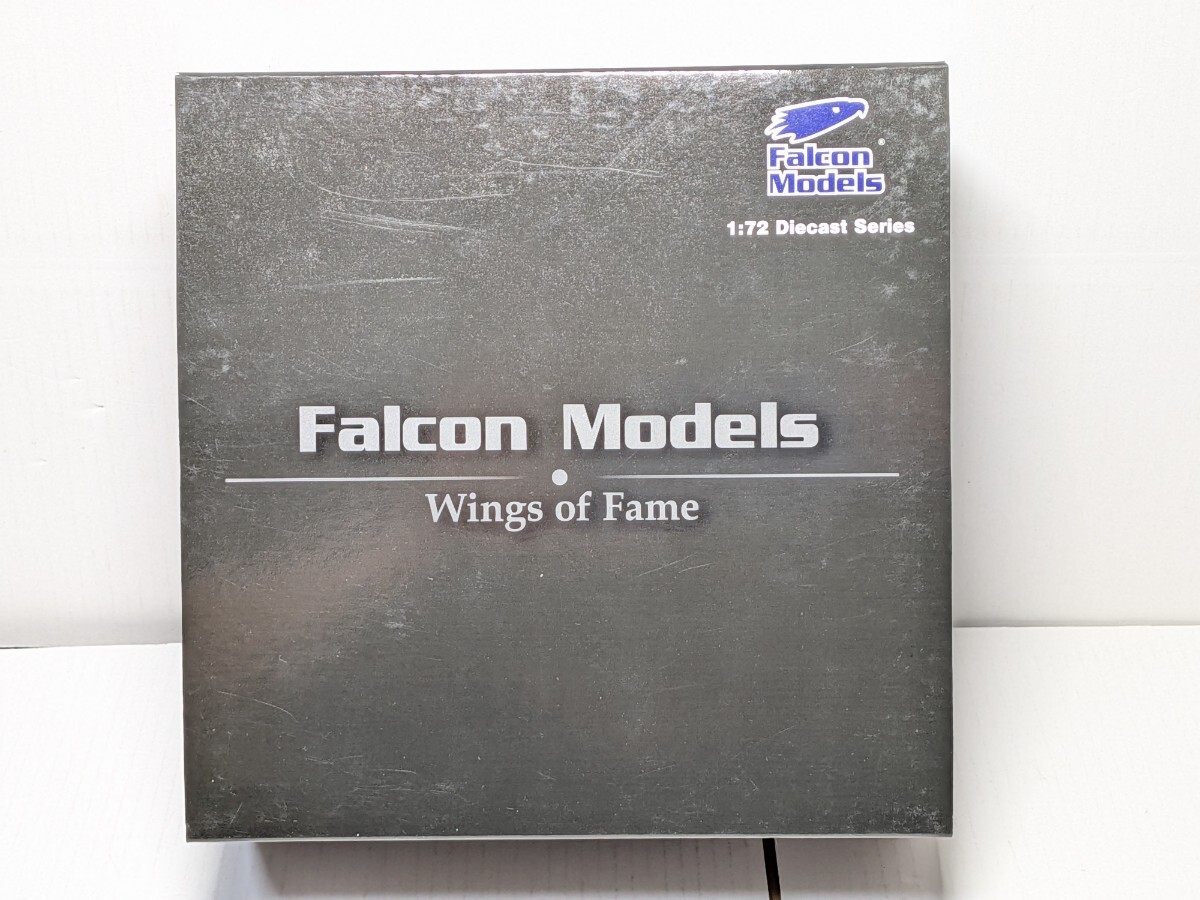 Falcon
Models
®
1:72 Diecast Series
Falcon Models
Wings of Fame